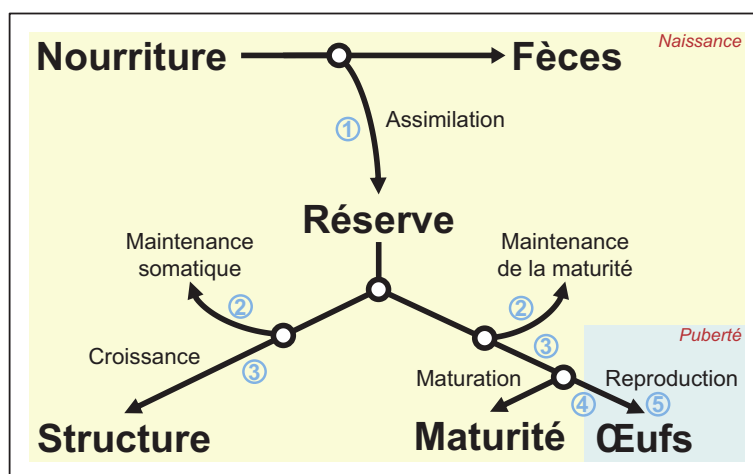 Nourriture
Fèces
Naissance
①
Assimilation
Réserve
Maintenance
somatique
Maintenance
de la maturité
②
②
Puberté
Croissance
③
③
Maturation
Reproduction
④
⑤
Structure
Maturité
Œufs